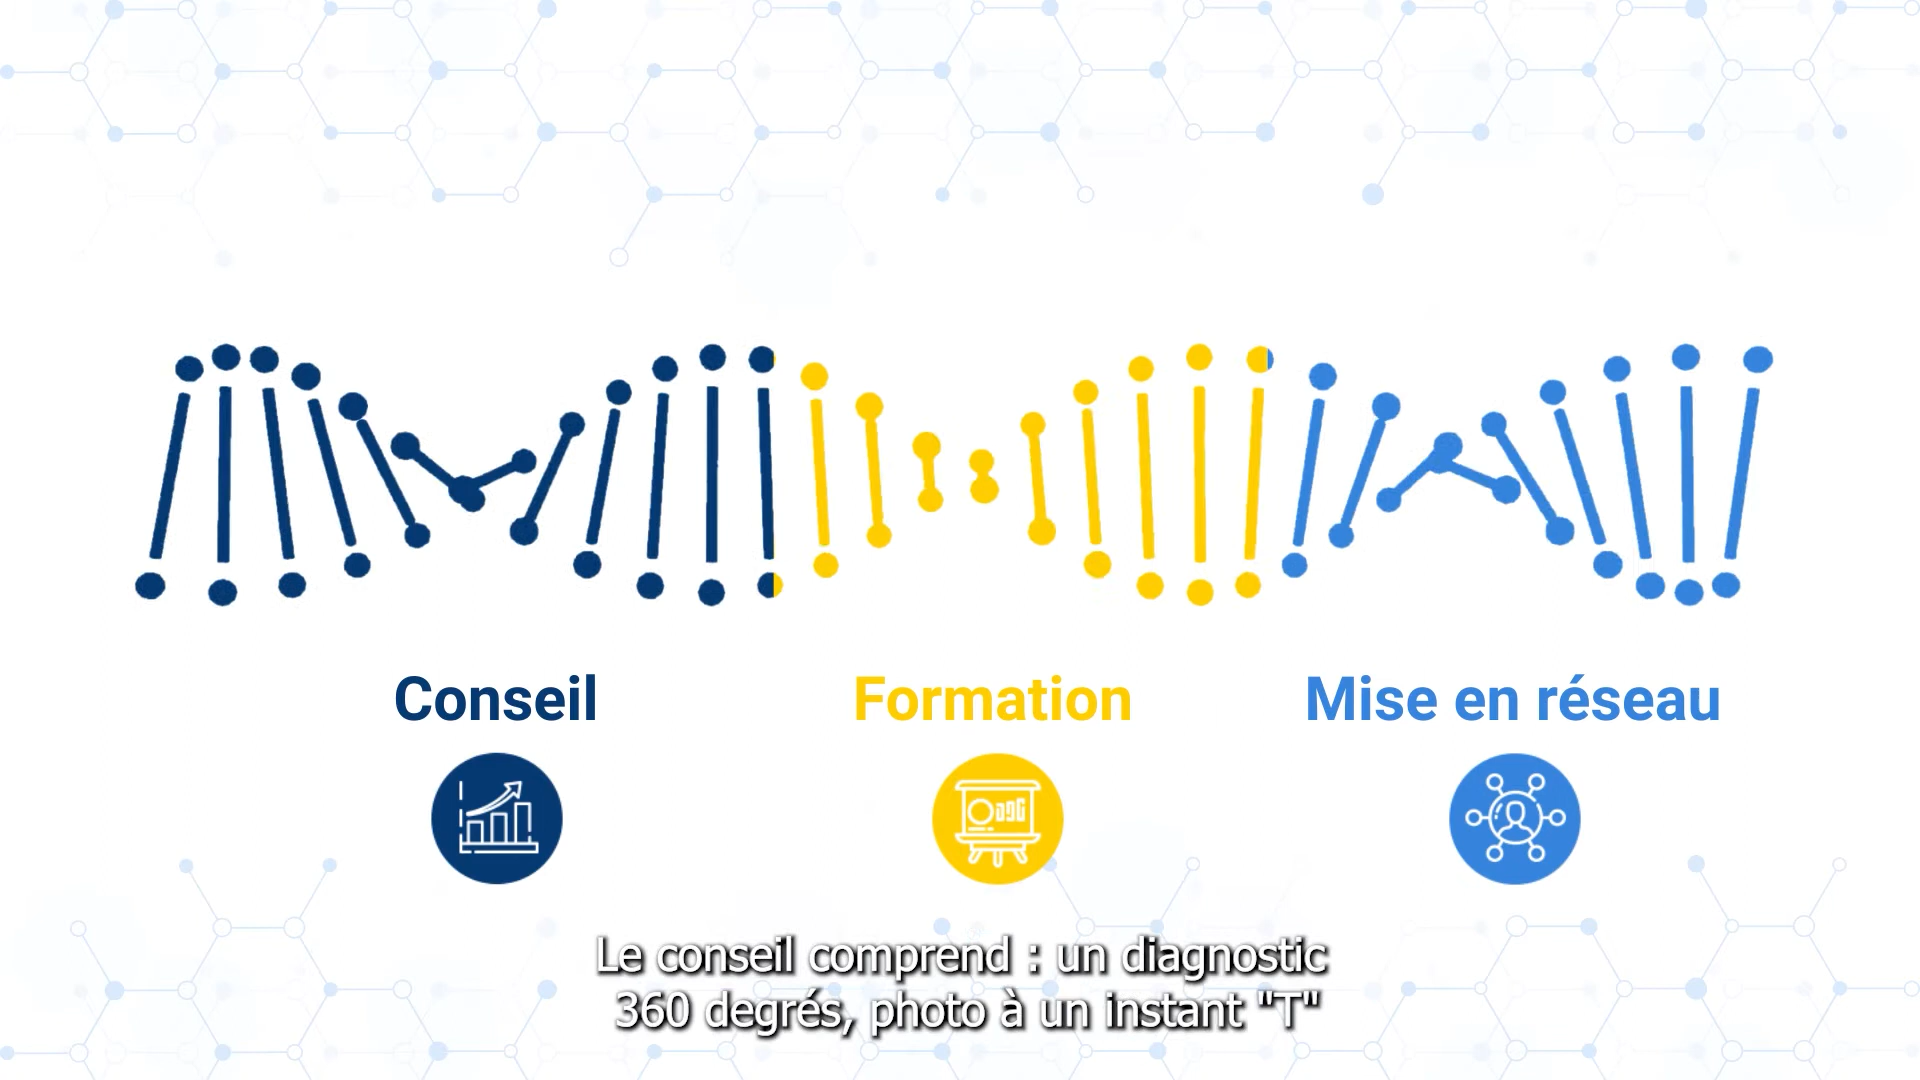 Conseil
Formation
Mise en réseau
Le conseil comprend : un diagnostic
360 degrés, photo à un instant "T"